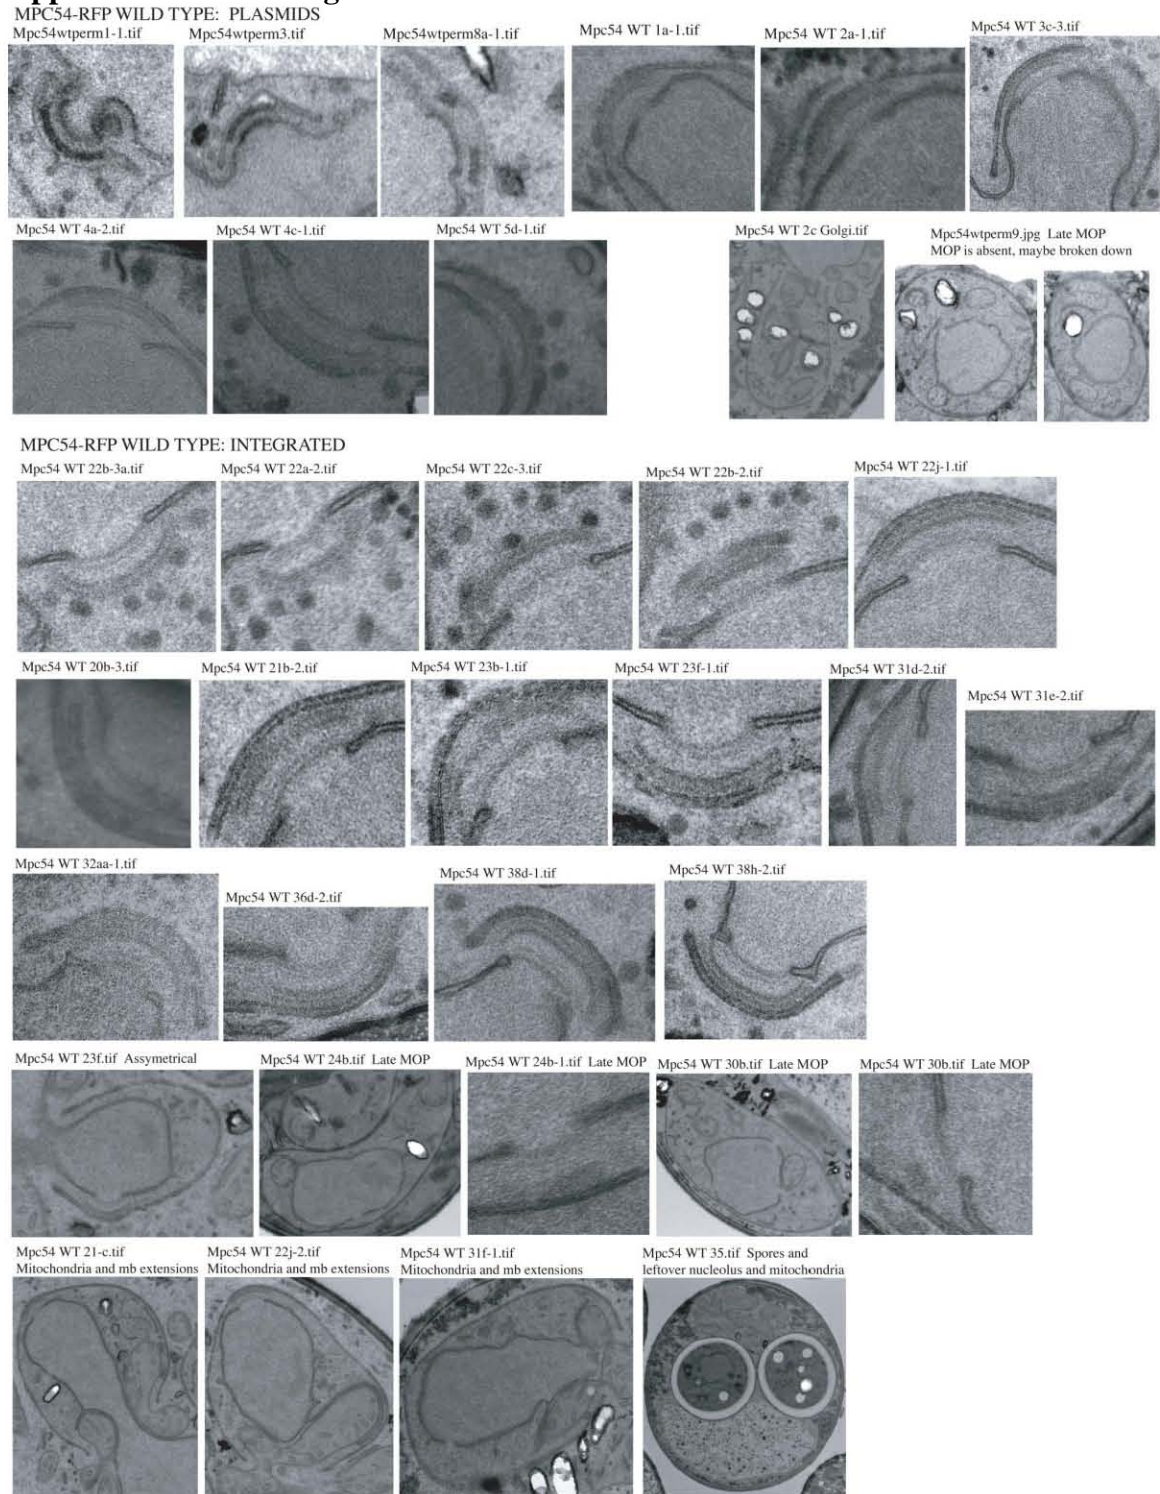 MPC54-RFP WILD TYPE: PLASMIDS
Mpc54wtperm1-1.tif
Mpc54wtperm3.tif
Mpc54wtperm8a-1.tif
Mpc54 WT 1a-1.tif
Mpc54 WT 2a-1.tif
Mpc54 WT 3c-3.tif
Mpc54 WT 4a-2.tif
Mpc54 WT 4c-1.tif
Mpc54 WT 5d-1.tif
Mpc54 WT 2c Golgi.tif
Mpc54wtperm9.jpg Late MOP
MOP is absent, maybe broken down
MPC54-RFP WILD TYPE: INTEGRATED
Mpc54 WT 22b-3a.tif
Mpc54 WT 22a-2.tif
Mpc54 WT 22c-3.tif
Mpc54 WT 22b-2.tif
Mpc54 WT 22j-1.tif
Mpc54 WT 20b-3.tif
Mpc54 WT 21b-2.tif
Mpc54 WT 23b-1.tif
Mpc54 WT 23f-1.tif
Mpc54 WT 31d-2.tif
Mpc54 WT 31e-2.tif
Mpc54 WT 32aa-1.tif
Mpc54 WT 36d-2.tif
Mpc54 WT 38d-1.tif
Mpc54 WT 38h-2.tif
Mpc54 WT 23f.tif Assymetrical
Mpc54 WT 24b.tif Late MOP
Mpc54 WT 24b-1.tif Late MOP
Mpc54 WT 30b.tif Late MOP
Mpc54 WT 30b.tif Late MOP
Mpc54 WT 21-c.tif
Mitochondria and mb extensions
Mpc54 WT 22j-2.tif
Mitochondria and mb extensions
Mpc54 WT 31f-1.tif
Mitochondria and mb extensions
Mpc54 WT 35.tif Spores and
leftover nucleolus and mitochondria